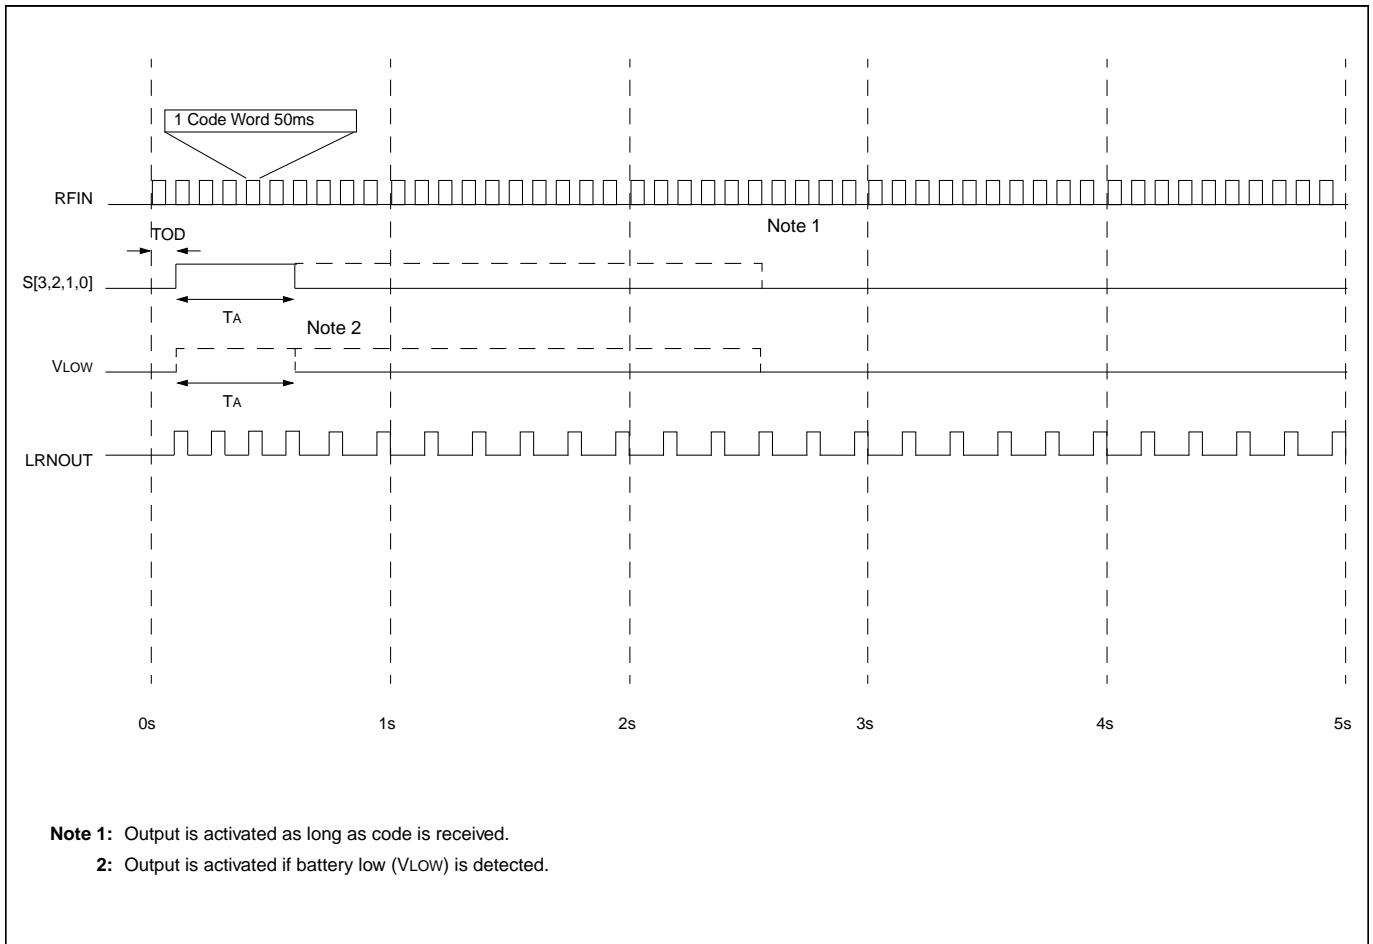 1 Code Word 50ms
RFIN
Note 1
TOD
S[3,2,1,0]
TA
Note 2
VLOW
TA
LRNOUT
0s 1s 2s 3s 4s 5s
Note 1: Output is activated as long as code is received.
2: Output is activated if battery low (VLOW) is detected.